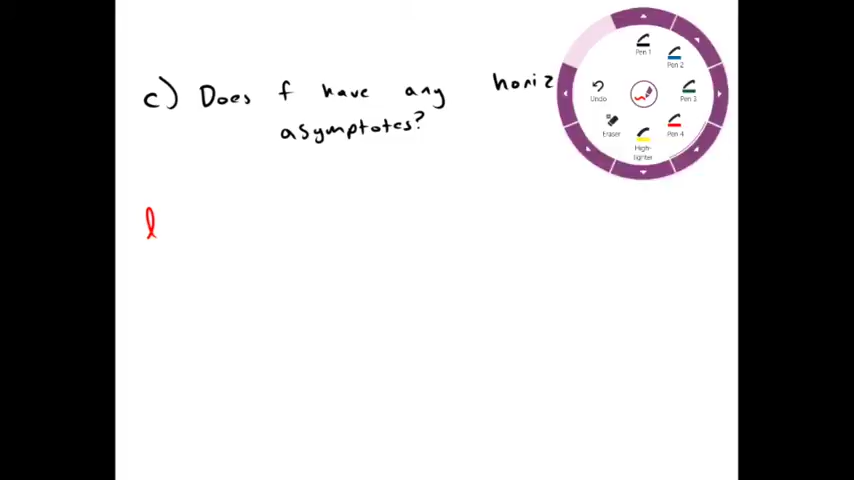 c) Does f have any horiz
asymptotes?
l
Pen 1
Pen 2
Undo
Pen 3
Eraser
Pen 4
High-
lighter